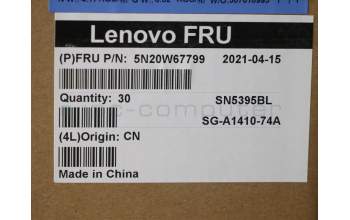 Lenovo FRU
(P)FRU P/N: 5N20W67799 2021-04-15
Quantity: 30 SN5395BL
SG-A1410-74A
(4L)Origin: CN
Made in China